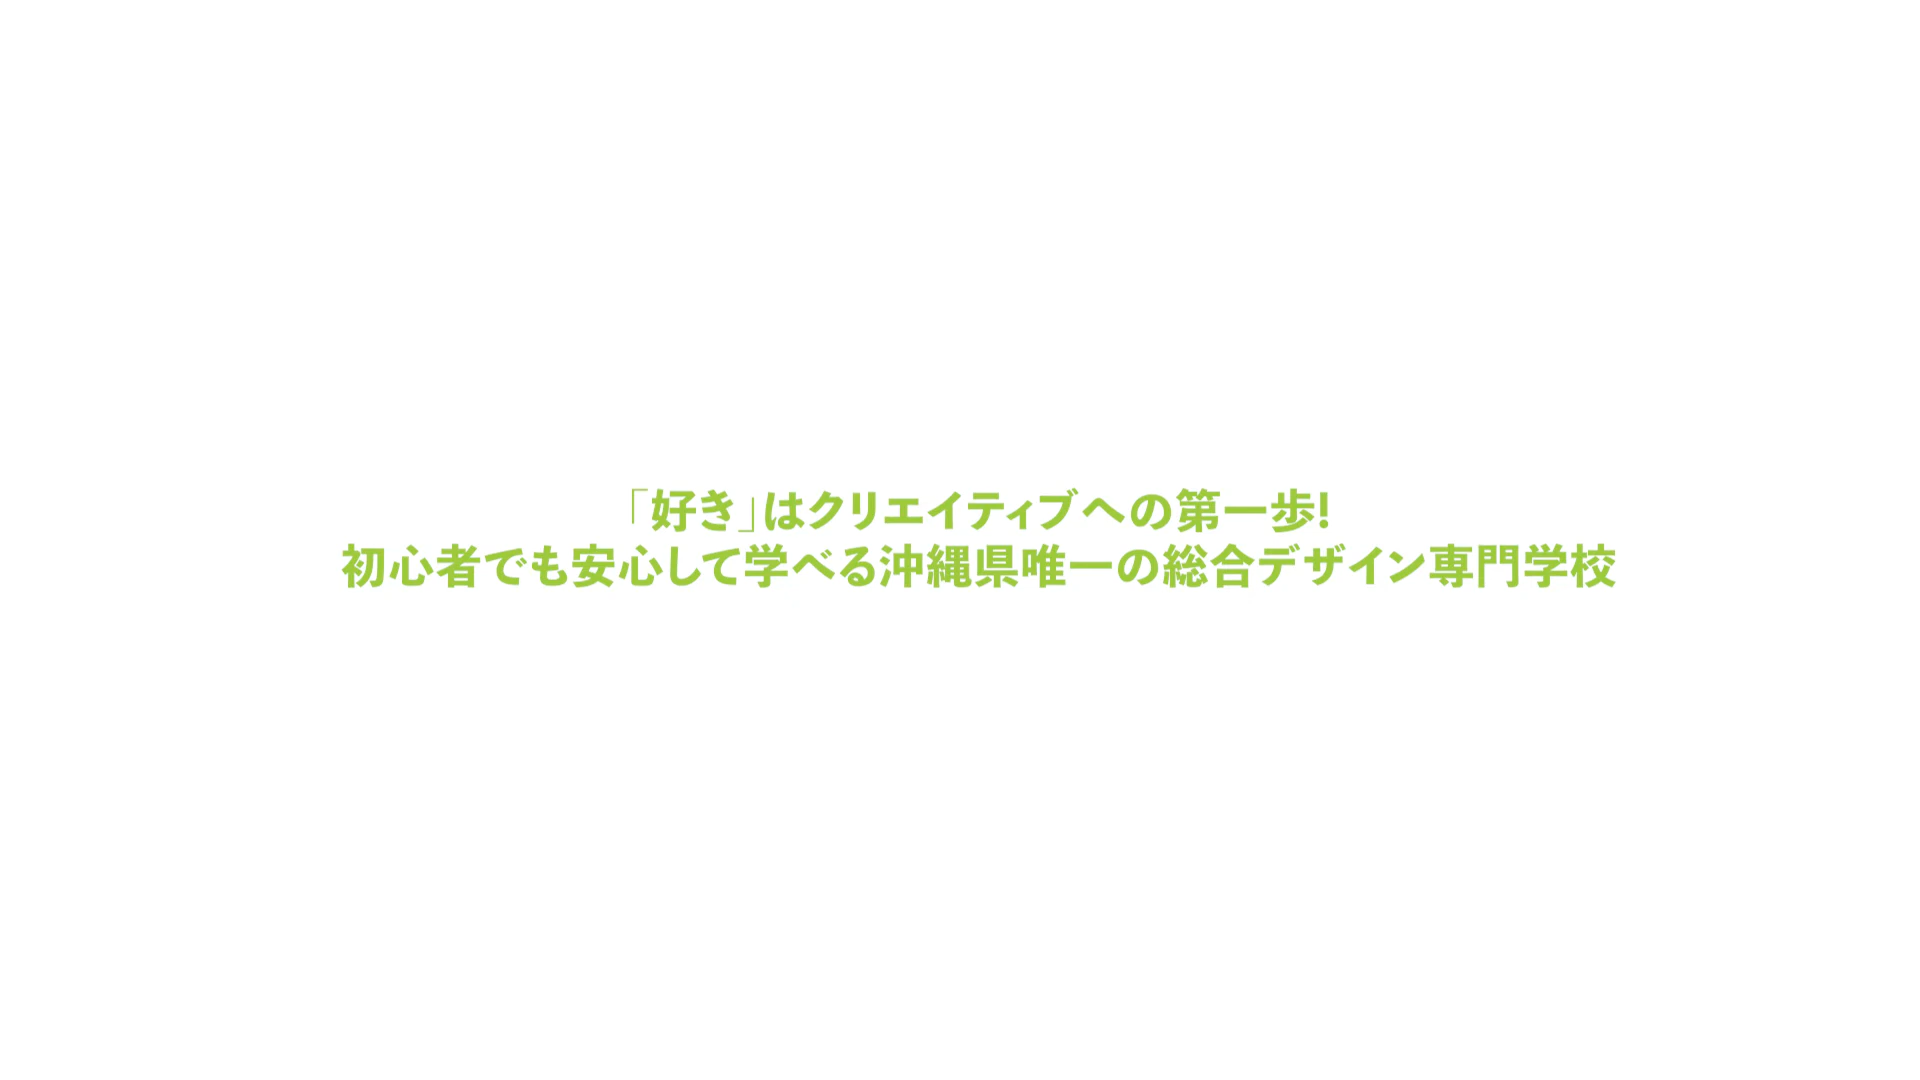 「好き」はクリエイティブへの第一歩!
初心者でも安心して学べる沖縄県唯一の総合デザイン専門学校